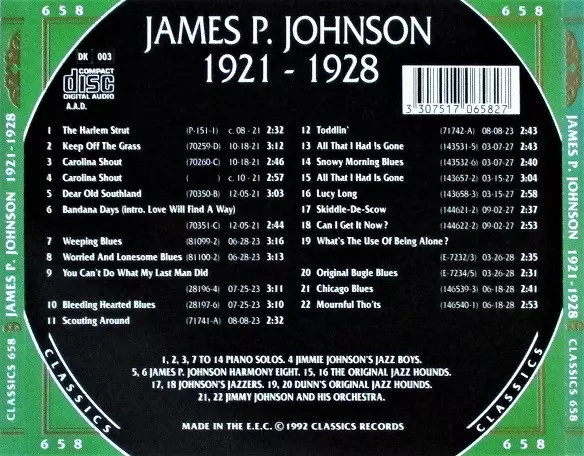 658
658
JAMES P. JOHNSON
1921 - 1928
DK 003
COMPACT
disc
DIGITAL AUDIO
A.A.D.
3 307517 065827
1 The Harlem Strut (P-151-1) c. 08 - 21 2:32
2 Keep Off The Grass (70259-D) 10-18-21 3:12
3 Carolina Shout (70260-C) 10-18-21 2:46
4 Carolina Shout ( ) c. 10 - 21 2:57
5 Dear Old Southland (70350-B) 12-05-21 3:03
6 Bandana Days (intro. Love Will Find A Way)
(70351-C) 12-05-21 2:44
7 Weeping Blues (81099-2) 06-28-23 3:16
8 Worried And Lonesome Blues (81100-2) 06-28-23 3:13
9 You Can't Do What My Last Man Did
(28196-4) 07-25-23 3:11
10 Bleeding Hearted Blues (28197-6) 07-25-23 3:10
11 Scouting Around (71741-A) 08-08-23 2:32
12 Toddlin' (71742-A) 08-08-23 2:43
13 All That I Had Is Gone (143531-5) 03-07-27 2:43
14 Snowy Morning Blues (143532-6) 03-07-27 2:40
15 All That I Had Is Gone (143657-2) 03-15-27 3:04
16 Lucy Long (143658-3) 03-15-27 2:58
17 Skiddle-De-Scow (144621-2) 09-02-27 2:37
18 Can I Get It Now? (144622-2) 09-02-27 2:53
19 What's The Use Of Being Alone?
(E-7232/3) 03-26-28 2:35
20 Original Bugle Blues (E-7234/5) 03-26-28 2:31
21 Chicago Blues (146539-3) 06-18-28 2:41
22 Mournful Tho'ts (146540-1) 06-18-28 2:53
1, 2, 3, 7 TO 14 PIANO SOLOS. 4 JIMMIE JOHNSON'S JAZZ BOYS.
5, 6 JAMES P. JOHNSON HARMONY EIGHT. 15, 16 THE ORIGINAL JAZZ HOUNDS.
17, 18 JOHNSON'S JAZZERS. 19, 20 DUNN'S ORIGINAL JAZZ HOUNDS.
21, 22 JIMMY JOHNSON AND HIS ORCHESTRA.
MADE IN THE E.E.C. © 1992 CLASSICS RECORDS
CLASSICS
CLASSICS
658
658
CLASSICS 658 JAMES P. JOHNSON 1921-1928
JAMES P. JOHNSON 1921-1928 CLASSICS 658